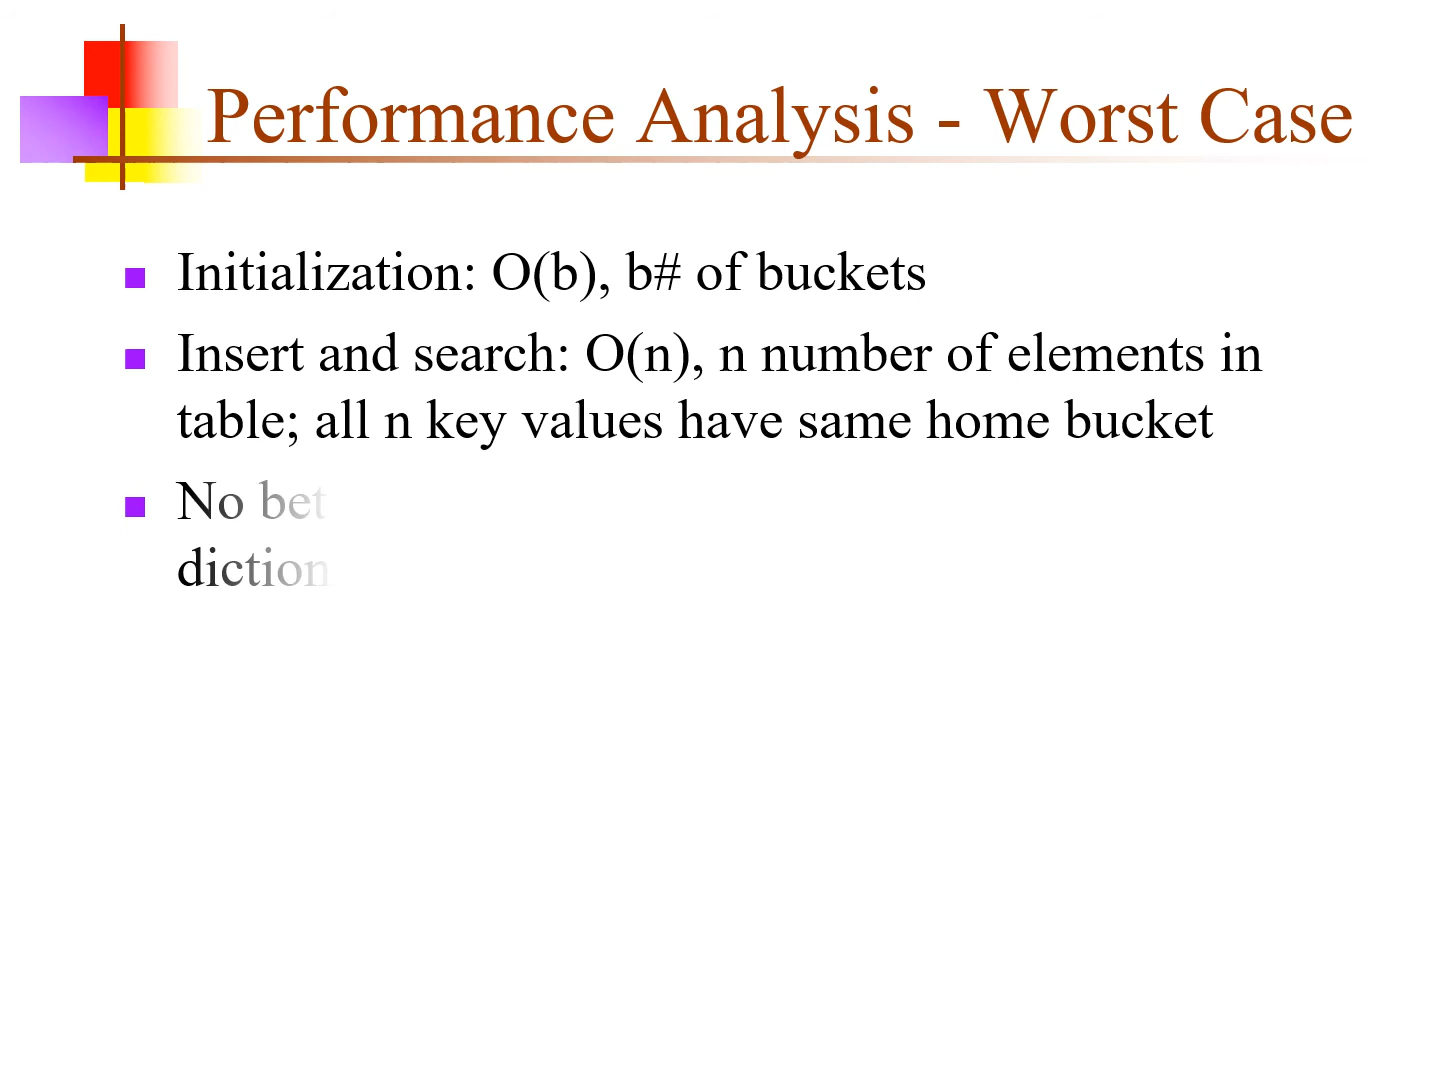 Performance Analysis - Worst Case
Initialization: O(b), b# of buckets
Insert and search: O(n), n number of elements in
table; all n key values have same home bucket
No